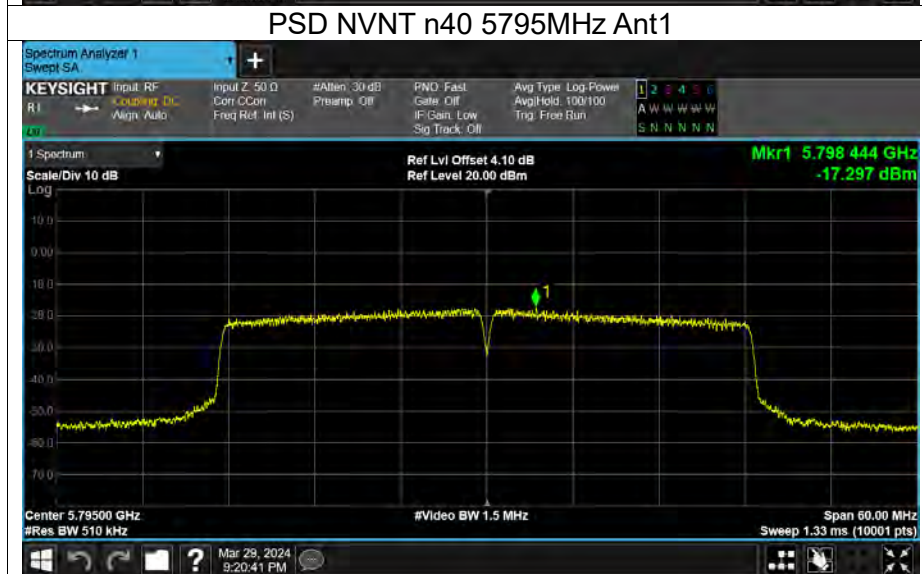 PSD NVNT n40 5795MHz Ant1
Spectrum Analyzer 1
Swept SA
+
KEYSIGHT Input: RF Input Z: 50 Ω #Atten: 30 dB PNO: Fast Avg Type: Log-Power 1 2 3 4 5 6
Coupling: DC Corr CCorr Preamp: Off Gate: Off Avg|Hold: 100/100 A W W W W W
Align: Auto Freq Ref: Int (S) IF Gain: Low Trig: Free Run
Sig Track: Off S N N N N N
1 Spectrum Ref Lvl Offset 4.10 dB Mkr1 5.798 444 GHz
Scale/Div 10 dB Ref Level 20.00 dBm -17.297 dBm
Log
10.0
0.00
-10.0
1
-20.0
-30.0
-40.0
-50.0
-60.0
-70.0
Center 5.79500 GHz #Video BW 1.5 MHz Span 60.00 MHz
#Res BW 510 kHz Sweep 1.33 ms (10001 pts)
? Mar 29, 2024
9:20:41 PM